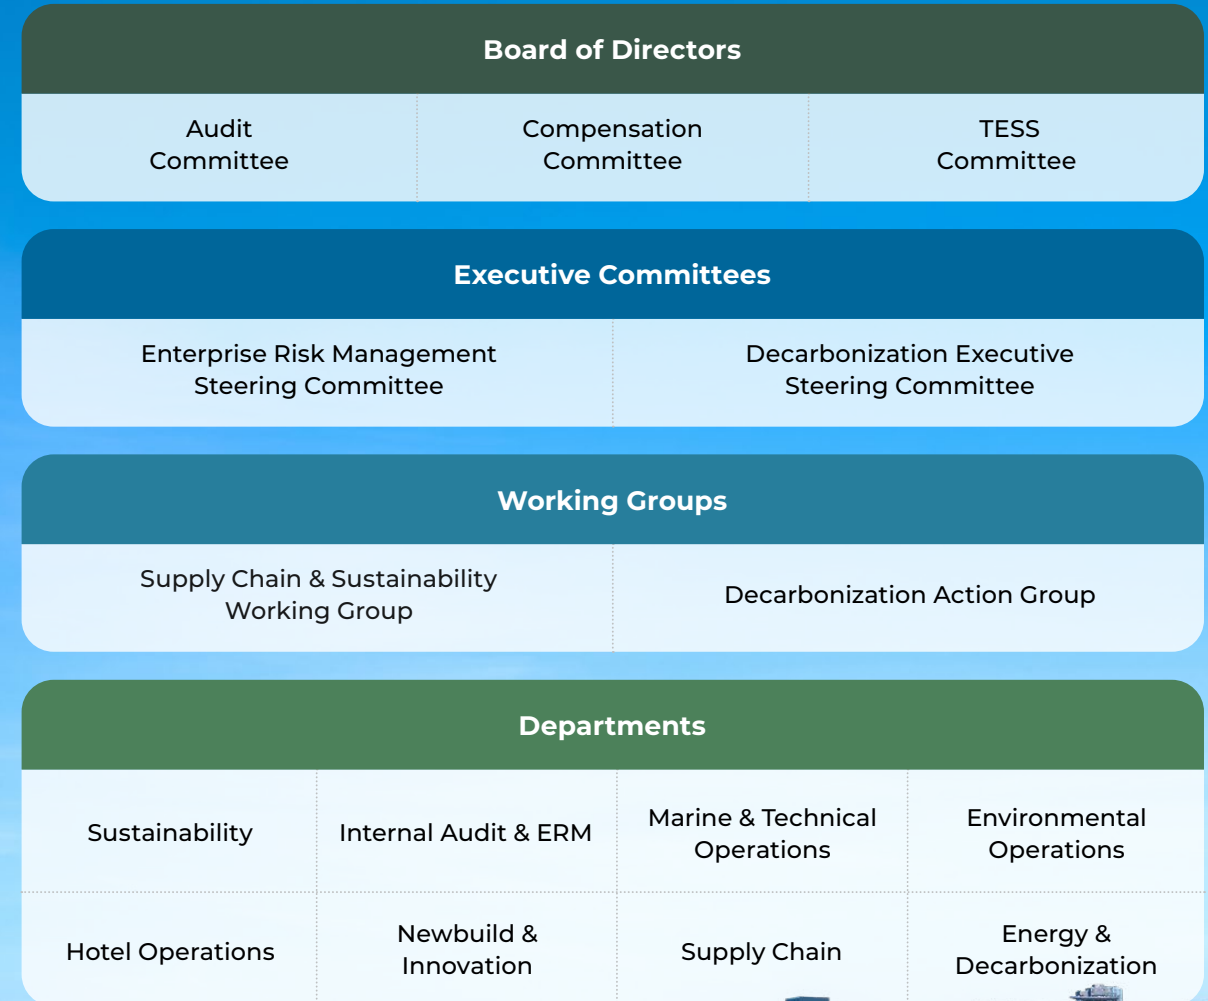 Board of Directors
Audit
Committee
Compensation
Committee
TESS
Committee
Executive Committees
Enterprise Risk Management
Steering Committee
Decarbonization Executive
Steering Committee
Working Groups
Supply Chain & Sustainability
Working Group
Decarbonization Action Group
Departments
Sustainability
Internal Audit & ERM
Marine & Technical
Operations
Environmental
Operations
Hotel Operations
Newbuild &
Innovation
Supply Chain
Energy &
Decarbonization